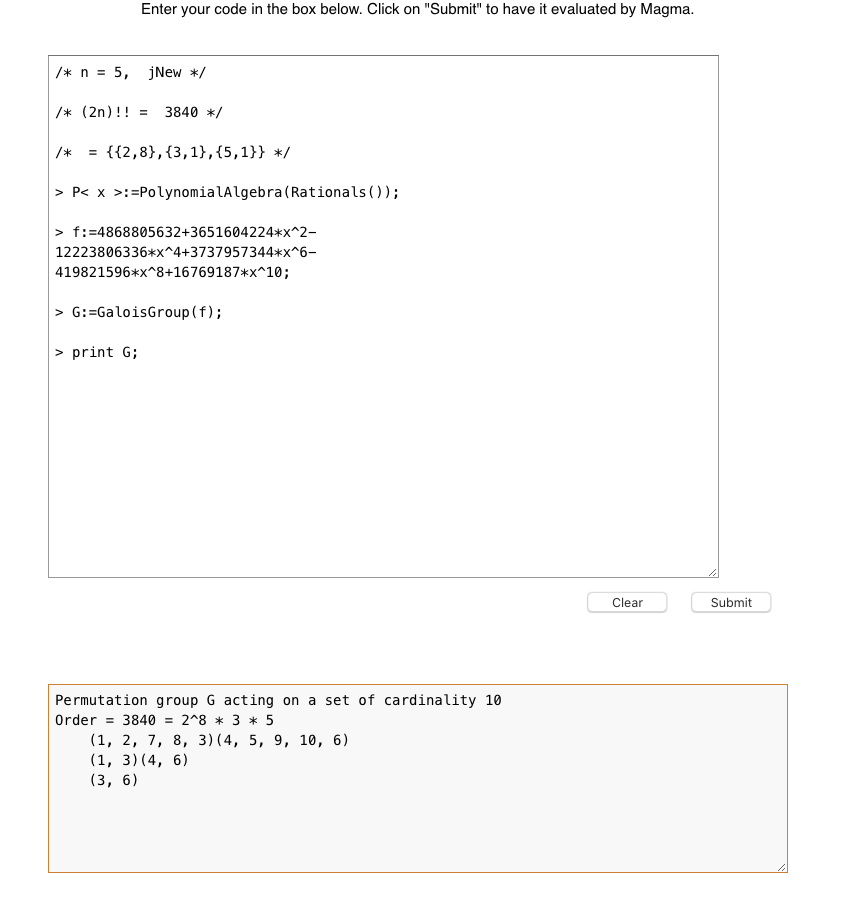 Enter your code in the box below. Click on "Submit" to have it evaluated by Magma.
/* n = 5,  jNew */
/* (2n)!! =  3840 */
/*  = {{2,8},{3,1},{5,1}} */
> P< x >:=PolynomialAlgebra(Rationals());
> f:=4868805632+3651604224*x^2-
12223806336*x^4+3737957344*x^6-
419821596*x^8+16769187*x^10;
> G:=GaloisGroup(f);
> print G;
Clear Submit
Permutation group G acting on a set of cardinality 10
Order = 3840 = 2^8 * 3 * 5
(1, 2, 7, 8, 3)(4, 5, 9, 10, 6)
(1, 3)(4, 6)
(3, 6)